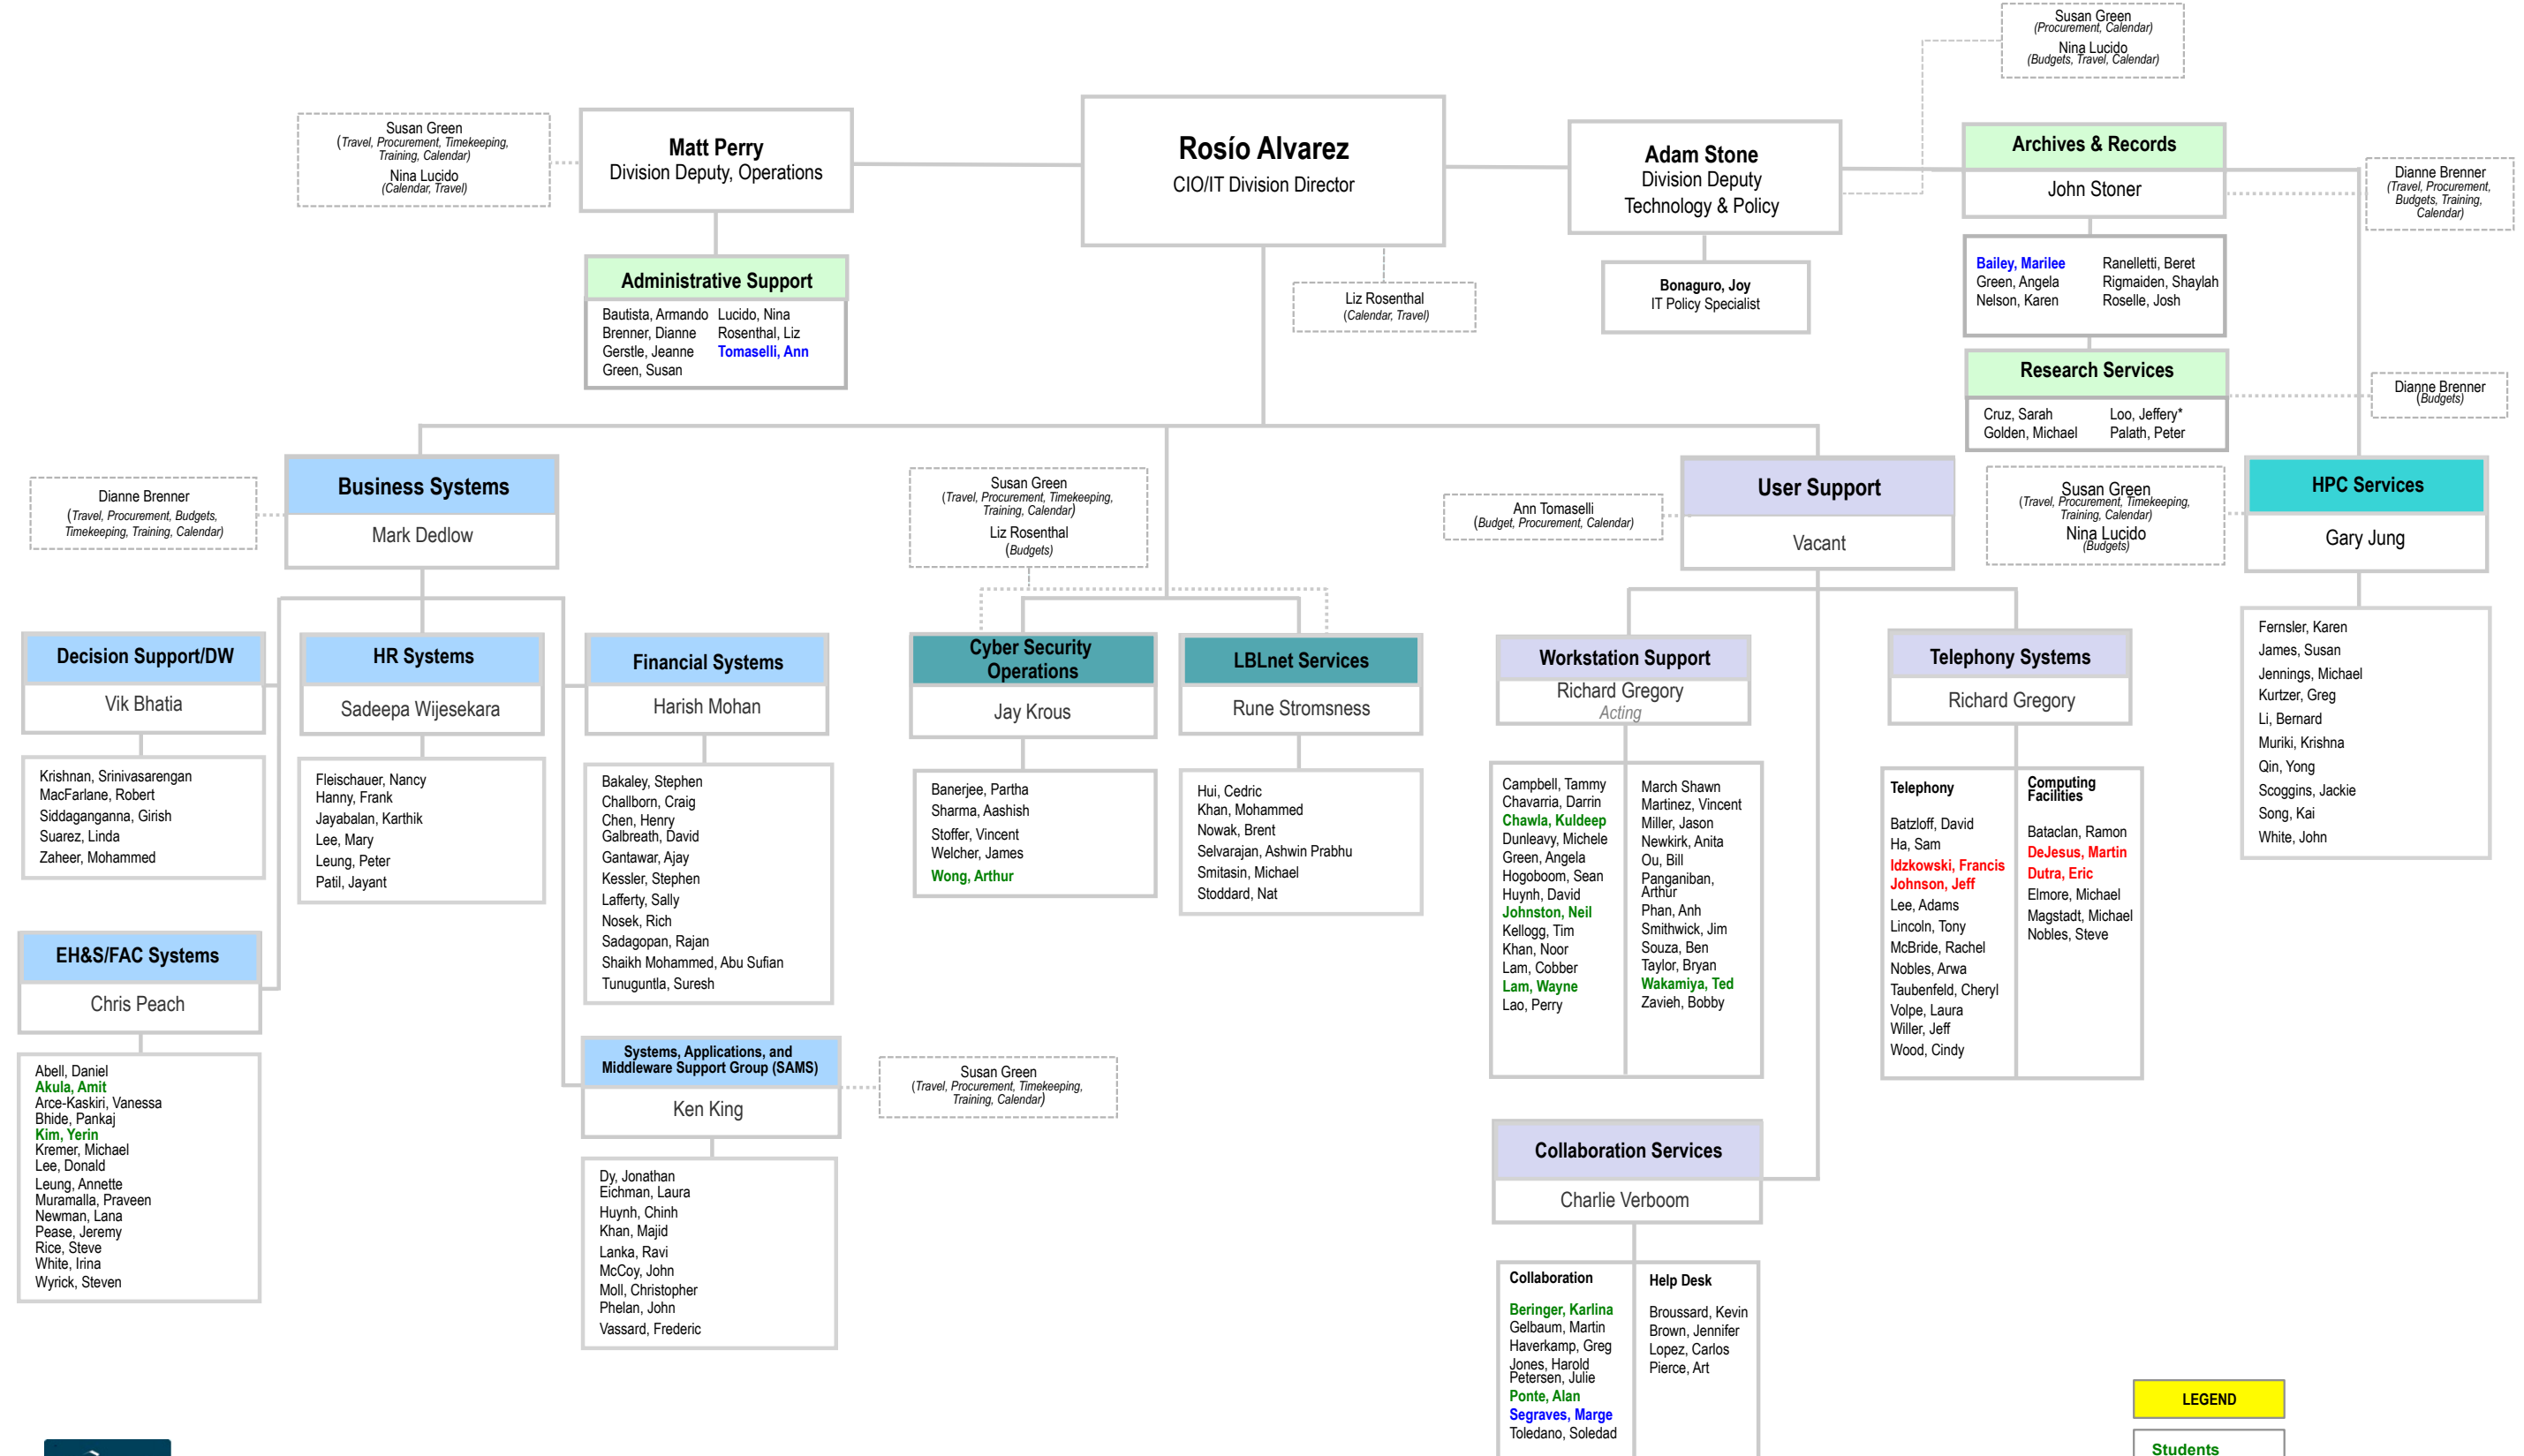 Susan Green
(Procurement, Calendar)
Nina Lucido
(Budgets, Travel, Calendar)
Susan Green
(Travel, Procurement, Timekeeping,
Training, Calendar)
Nina Lucido
(Calendar, Travel)
Matt Perry
Division Deputy, Operations
Rosío Alvarez
CIO/IT Division Director
Adam Stone
Division Deputy
Technology & Policy
Archives & Records
John Stoner
Dianne Brenner
(Travel, Procurement,
Budgets, Training,
Calendar)
Administrative Support
Bautista, Armando
Brenner, Dianne
Gerstle, Jeanne
Green, Susan
Lucido, Nina
Rosenthal, Liz
Tomaselli, Ann
Liz Rosenthal
(Calendar, Travel)
Bonaguro, Joy
IT Policy Specialist
Bailey, Marilee
Green, Angela
Nelson, Karen
Ranelletti, Beret
Rigmaiden, Shaylah
Roselle, Josh
Research Services
Cruz, Sarah
Golden, Michael
Loo, Jeffery*
Palath, Peter
Dianne Brenner
(Budgets)
Dianne Brenner
(Travel, Procurement, Budgets,
Timekeeping, Training, Calendar)
Business Systems
Mark Dedlow
Susan Green
(Travel, Procurement, Timekeeping,
Training, Calendar)
Liz Rosenthal
(Budgets)
Ann Tomaselli
(Budget, Procurement, Calendar)
User Support
Vacant
Susan Green
(Travel, Procurement, Timekeeping,
Training, Calendar)
Nina Lucido
(Budgets)
HPC Services
Gary Jung
Decision Support/DW
Vik Bhatia
Krishnan, Srinivasarengan
MacFarlane, Robert
Siddaganganna, Girish
Suarez, Linda
Zaheer, Mohammed
HR Systems
Sadeepa Wijesekara
Fleischauer, Nancy
Hanny, Frank
Jayabalan, Karthik
Lee, Mary
Leung, Peter
Patil, Jayant
Financial Systems
Harish Mohan
Bakaley, Stephen
Challborn, Craig
Chen, Henry
Galbreath, David
Gantawar, Ajay
Kessler, Stephen
Lafferty, Sally
Nosek, Rich
Sadagopan, Rajan
Shaikh Mohammed, Abu Sufian
Tunuguntla, Suresh
Cyber Security
Operations
Jay Krous
Banerjee, Partha
Sharma, Aashish
Stoffer, Vincent
Welcher, James
Wong, Arthur
LBLnet Services
Rune Stromsness
Hui, Cedric
Khan, Mohammed
Nowak, Brent
Selvarajan, Ashwin Prabhu
Smitasin, Michael
Stoddard, Nat
Workstation Support
Richard Gregory
Acting
Campbell, Tammy
Chavarria, Darrin
Chawla, Kuldeep
Dunleavy, Michele
Green, Angela
Hogoboom, Sean
Huynh, David
Johnston, Neil
Kellogg, Tim
Khan, Noor
Lam, Cobber
Lam, Wayne
Lao, Perry
March Shawn
Martinez, Vincent
Miller, Jason
Newkirk, Anita
Ou, Bill
Panganiban,
Arthur
Phan, Anh
Smithwick, Jim
Souza, Ben
Taylor, Bryan
Wakamiya, Ted
Zavieh, Bobby
Telephony Systems
Richard Gregory
Telephony
Batzloff, David
Ha, Sam
Idzkowski, Francis
Johnson, Jeff
Lee, Adams
Lincoln, Tony
McBride, Rachel
Nobles, Arwa
Taubenfeld, Cheryl
Volpe, Laura
Willer, Jeff
Wood, Cindy
Computing
Facilities
Bataclan, Ramon
DeJesus, Martin
Dutra, Eric
Elmore, Michael
Magstadt, Michael
Nobles, Steve
Fernsler, Karen
James, Susan
Jennings, Michael
Kurtzer, Greg
Li, Bernard
Muriki, Krishna
Qin, Yong
Scoggins, Jackie
Song, Kai
White, John
EH&S/FAC Systems
Chris Peach
Abell, Daniel
Akula, Amit
Arce-Kaskiri, Vanessa
Bhide, Pankaj
Kim, Yerin
Kremer, Michael
Lee, Donald
Leung, Annette
Muramalla, Praveen
Newman, Lana
Pease, Jeremy
Rice, Steve
White, Irina
Wyrick, Steven
Systems, Applications, and
Middleware Support Group (SAMS)
Ken King
Susan Green
(Travel, Procurement, Timekeeping,
Training, Calendar)
Dy, Jonathan
Eichman, Laura
Huynh, Chinh
Khan, Majid
Lanka, Ravi
McCoy, John
Moll, Christopher
Phelan, John
Vassard, Frederic
Collaboration Services
Charlie Verboom
Collaboration
Beringer, Karlina
Gelbaum, Martin
Haverkamp, Greg
Jones, Harold
Petersen, Julie
Ponte, Alan
Segraves, Marge
Toledano, Soledad
Help Desk
Broussard, Kevin
Brown, Jennifer
Lopez, Carlos
Pierce, Art
LEGEND
Students